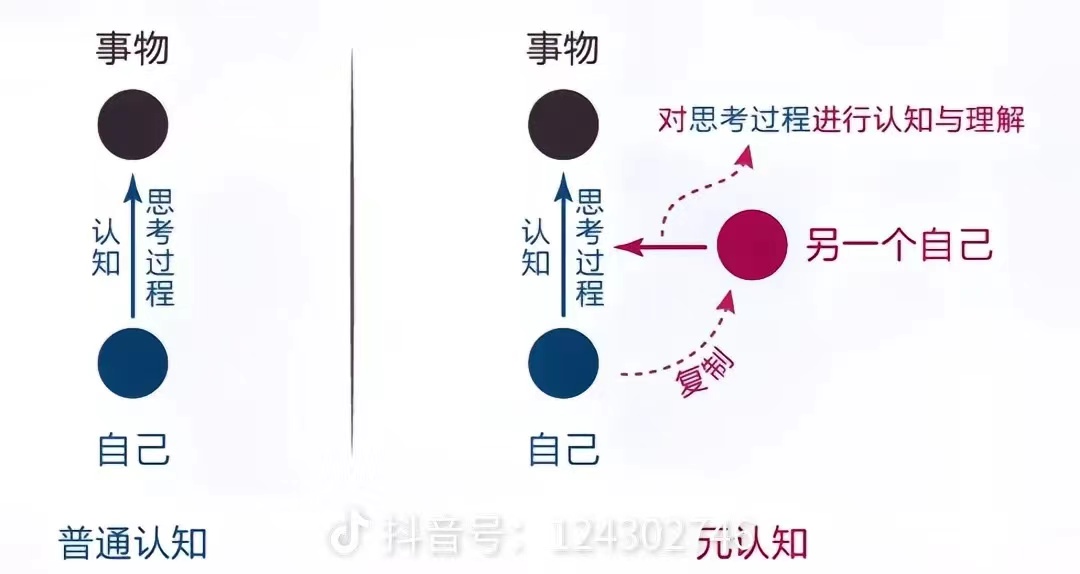 事物
认知
思考过程
自己
普通认知
事物
认知
思考过程
对思考过程进行认知与理解
另一个自己
复制
自己
元认知
抖音号：